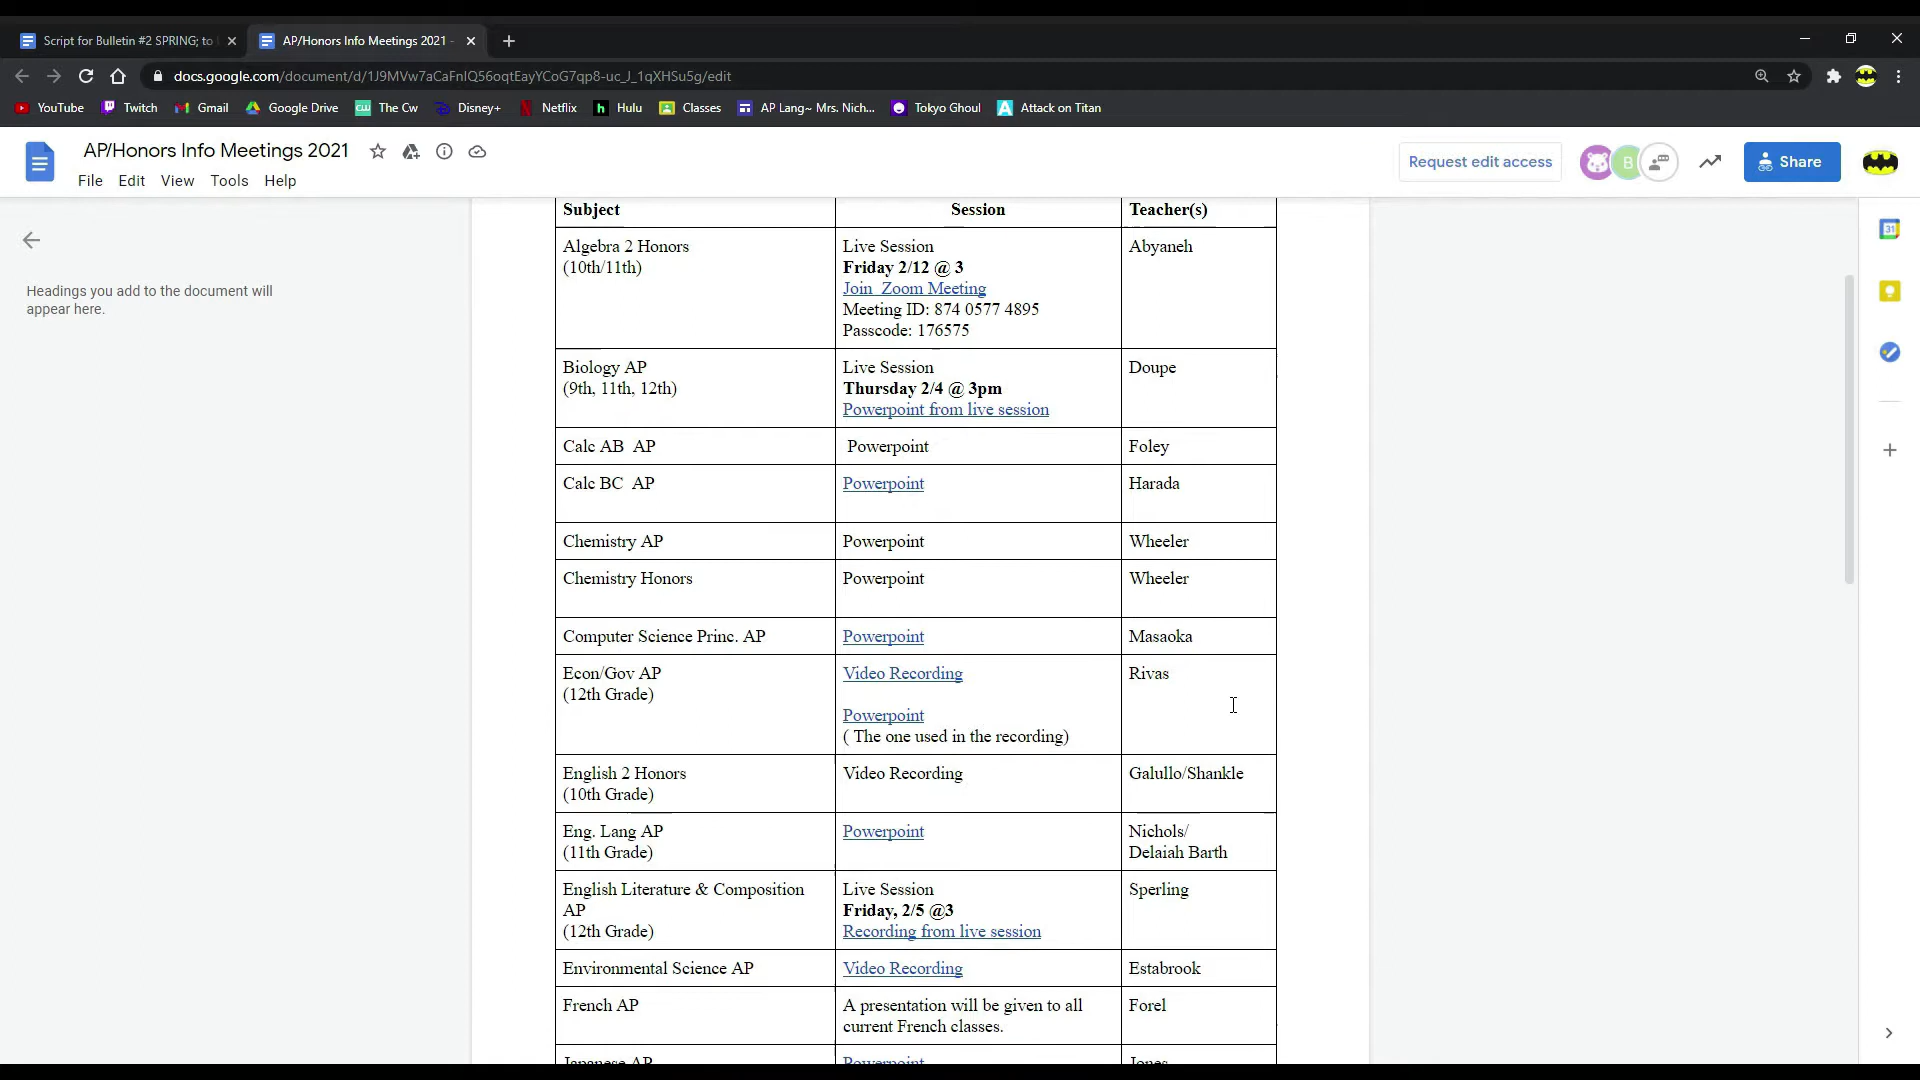 Script for Bulletin #2 SPRING; to
AP/Honors Info Meetings 2021 -
docs.google.com/document/d/1J9MVw7aCaFnlQ56oqtEayYCoG7qp8-uc_J_1qXHSu5g/edit
YouTube
Twitch
Gmail
Google Drive
CW
The Cw
Disney+
Netflix
h
Hulu
Classes
AP Lang~ Mrs. Nich...
Tokyo Ghoul
A
Attack on Titan
AP/Honors Info Meetings 2021
Request edit access
B
Share
File Edit View Tools Help
Headings you add to the document will
appear here.
31
Subject
Session
Teacher(s)
Algebra 2 Honors
(10th/11th)
Live Session
Friday 2/12 @ 3
Join Zoom Meeting
Meeting ID: 874 0577 4895
Passcode: 176575
Abyaneh
Biology AP
(9th, 11th, 12th)
Live Session
Thursday 2/4 @ 3pm
Powerpoint from live session
Doupe
Calc AB AP
Powerpoint
Foley
Calc BC AP
Powerpoint
Harada
Chemistry AP
Powerpoint
Wheeler
Chemistry Honors
Powerpoint
Wheeler
Computer Science Princ. AP
Powerpoint
Masaoka
Econ/Gov AP
(12th Grade)
Video Recording
Powerpoint
( The one used in the recording)
Rivas
English 2 Honors
(10th Grade)
Video Recording
Galullo/Shankle
Eng. Lang AP
(11th Grade)
Powerpoint
Nichols/
Delaiah Barth
English Literature & Composition
AP
(12th Grade)
Live Session
Friday, 2/5 @3
Recording from live session
Sperling
Environmental Science AP
Video Recording
Estabrook
French AP
A presentation will be given to all
current French classes.
Forel
Japanese AP
Powerpoint
Jones